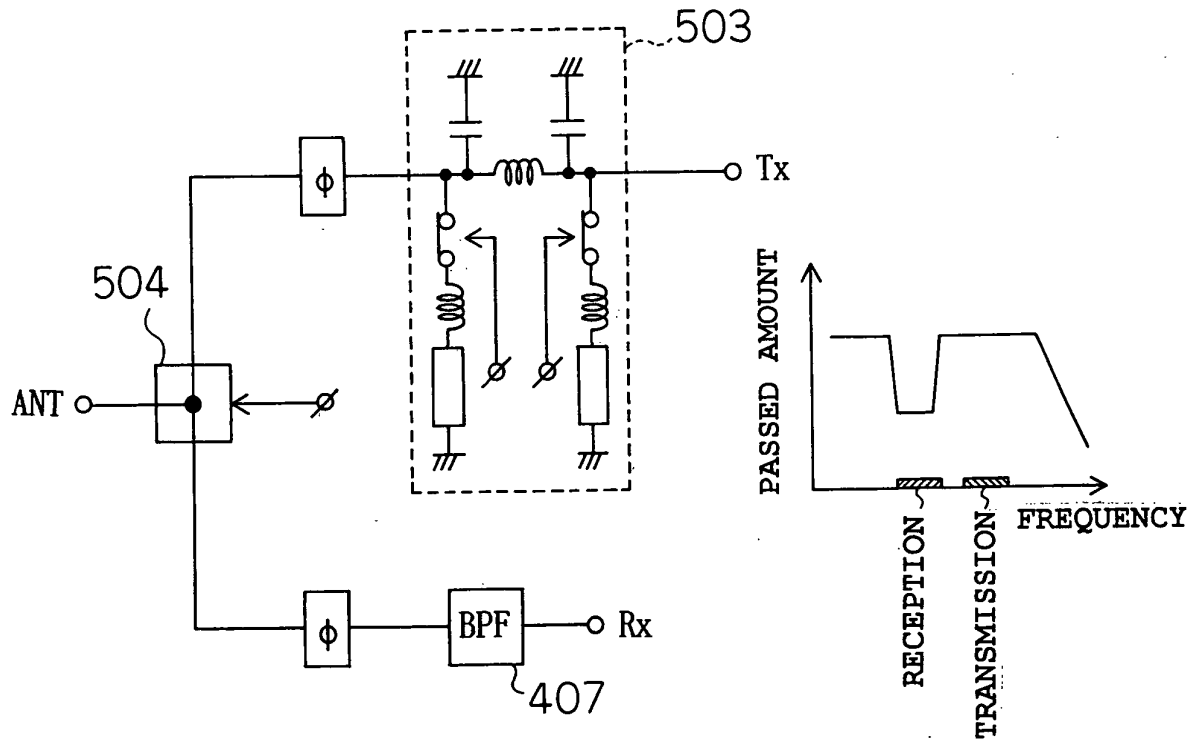 503
ϕ
Tx
504
ANT
ϕ
BPF
Rx
407
PASSED AMOUNT
FREQUENCY
RECEPTION
TRANSMISSION